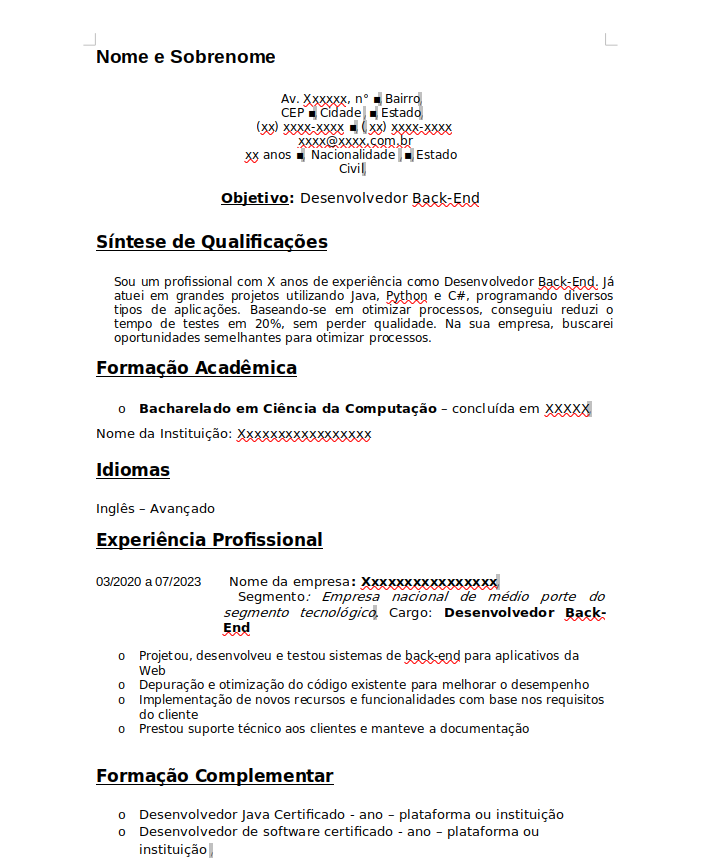 Nome e Sobrenome
Av. Xxxxxx, n° ▪ Bairro
CEP ▪ Cidade , ▪ Estado
(xx) xxxx-xxxx ▪ ( xx) xxxx-xxxx
xxxx@xxxx.com.br
xx anos ▪ Nacionalidade , ▪ Estado
Civil
Objetivo: Desenvolvedor Back-End
Síntese de Qualificações
Sou um profissional com X anos de experiência como Desenvolvedor Back-End. Já
atuei em grandes projetos utilizando Java, Python e C#, programando diversos
tipos de aplicações. Baseando-se em otimizar processos, conseguiu reduzi o
tempo de testes em 20%, sem perder qualidade. Na sua empresa, buscarei
oportunidades semelhantes para otimizar processos.
Formação Acadêmica
o Bacharelado em Ciência da Computação – concluída em XXXXX
Nome da Instituição: Xxxxxxxxxxxxxxxxx
Idiomas
Inglês – Avançado
Experiência Profissional
03/2020 a 07/2023 Nome da empresa: Xxxxxxxxxxxxxxxx
Segmento: Empresa nacional de médio porte do
segmento tecnológico. Cargo: Desenvolvedor Back-
End
o Projetou, desenvolveu e testou sistemas de back-end para aplicativos da
Web
o Depuração e otimização do código existente para melhorar o desempenho
o Implementação de novos recursos e funcionalidades com base nos requisitos
do cliente
o Prestou suporte técnico aos clientes e manteve a documentação
Formação Complementar
o Desenvolvedor Java Certificado - ano – plataforma ou instituição
o Desenvolvedor de software certificado - ano – plataforma ou
instituição ,